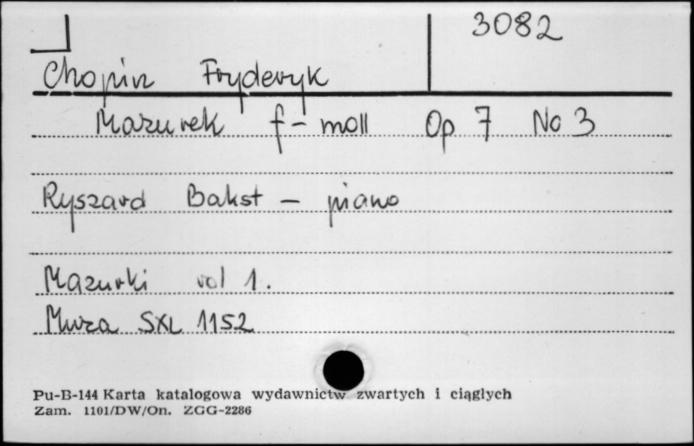 3082
Chopin Fryderyk
Mazurek f-moll Op 7 No 3
Ryszard Bakst - piano
Mazurki vol 1.
Muza SXL 1152
Pu-B-144 Karta katalogowa wydawnictw zwartych i ciągłych
Zam. 1101/DW/On. ZGG-2286